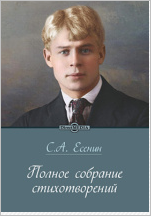 С.А. Есенин
Полное собрание
стихотворений